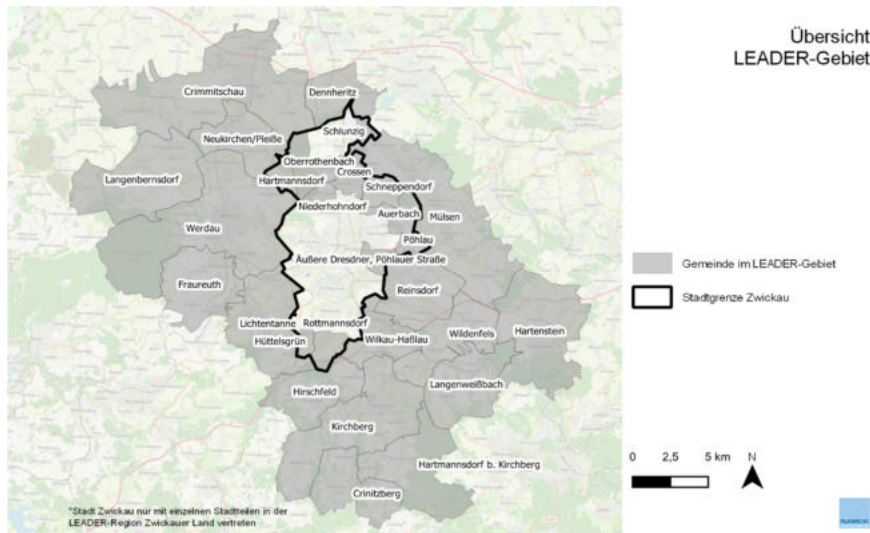 Übersicht
LEADER-Gebiet
Crimmitschau
Dennheritz
Schlunzig
Neukirchen/Pleiße
Oberrothenbach
Crossen
Langenbernsdorf
Hartmannsdorf
Schneppendorf
Niederhohndorf
Auerbach
Mülsen
Werdau
Pöhlau
Äußere Dresdner, Pöhlauer Straße
Fraureuth
Reinsdorf
Lichtentanne
Rottmannsdorf
Hüttelsgrün
Wilkau-Haßlau
Wildenfels
Hartenstein
Hirschfeld
Langenweißbach
Kirchberg
Hartmannsdorf b. Kirchberg
Crinitzberg
*Stadt Zwickau nur mit einzelnen Stadtteilen in der
LEADER-Region Zwickauer Land vertreten
Gemeinde im LEADER-Gebiet
Stadtgrenze Zwickau
0 2,5 5 km
N